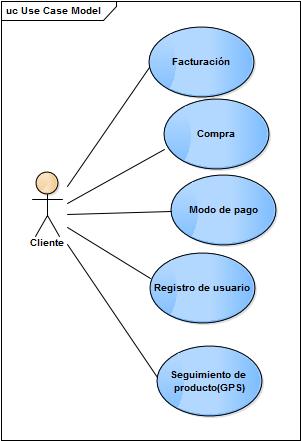 uc Use Case Model
Facturación
Compra
Modo de pago
Cliente
Registro de usuario
Seguimiento de
producto(GPS)